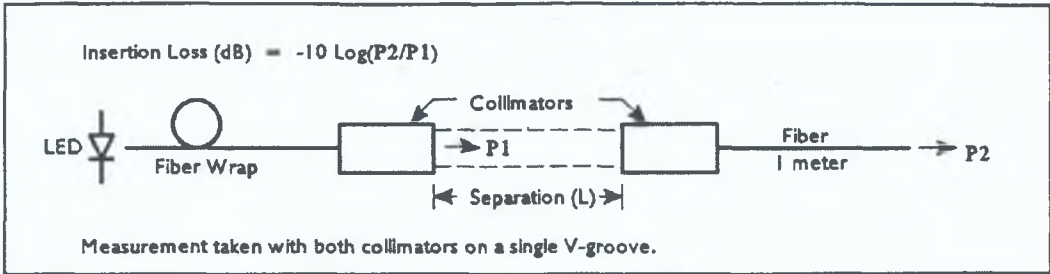 Insertion Loss (dB) = -10 Log(P2/P1)
Collimators
LED
Fiber Wrap
P1
Fiber
1 meter
P2
Separation (L)
Measurement taken with both collimators on a single V-groove.